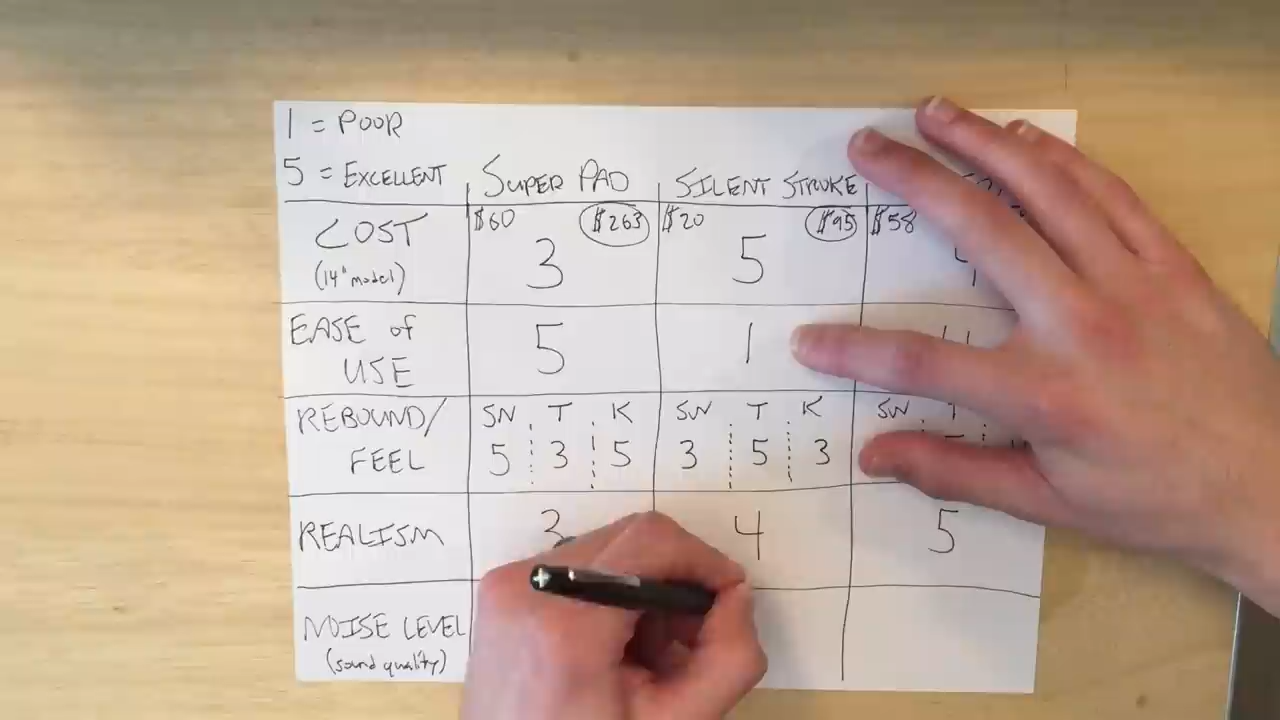 1 = POOR
5 = EXCELLENT SUPER PAD SILENT STROKE
COST $60 $263 $20 $95 $58
(14" model) 3 5 4
EASE of
USE 5 1 4
REBOUND/ SN T K SN T K SN T
FEEL 5 3 5 3 5 3
REALISM 3 4 5
NOISE LEVEL
(sound quality)